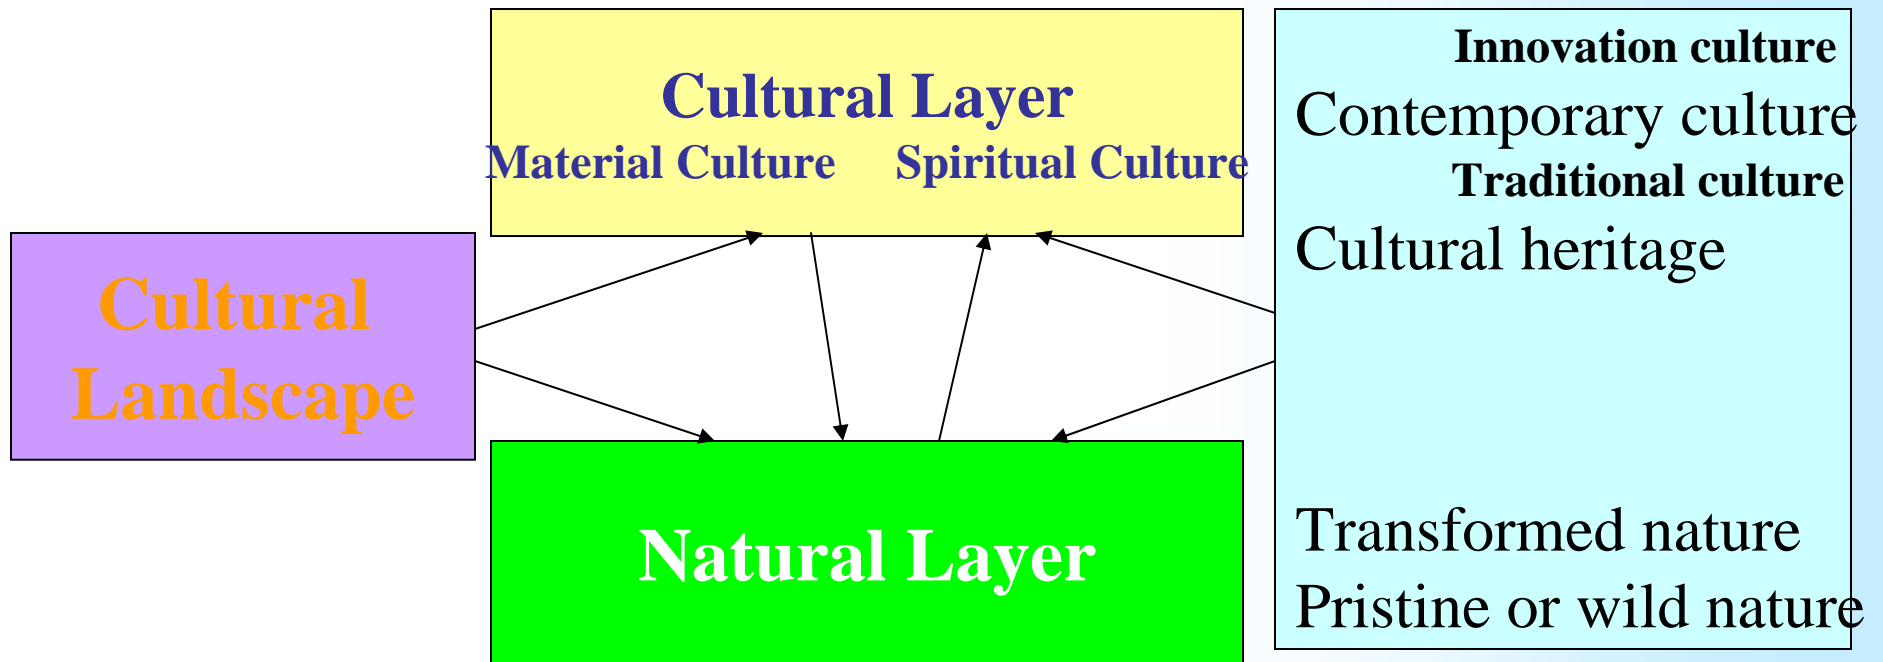 Cultural
Landscape
Cultural Layer
Material Culture Spiritual Culture
Natural Layer
Innovation culture
Contemporary culture
Traditional culture
Cultural heritage
Transformed nature
Pristine or wild nature